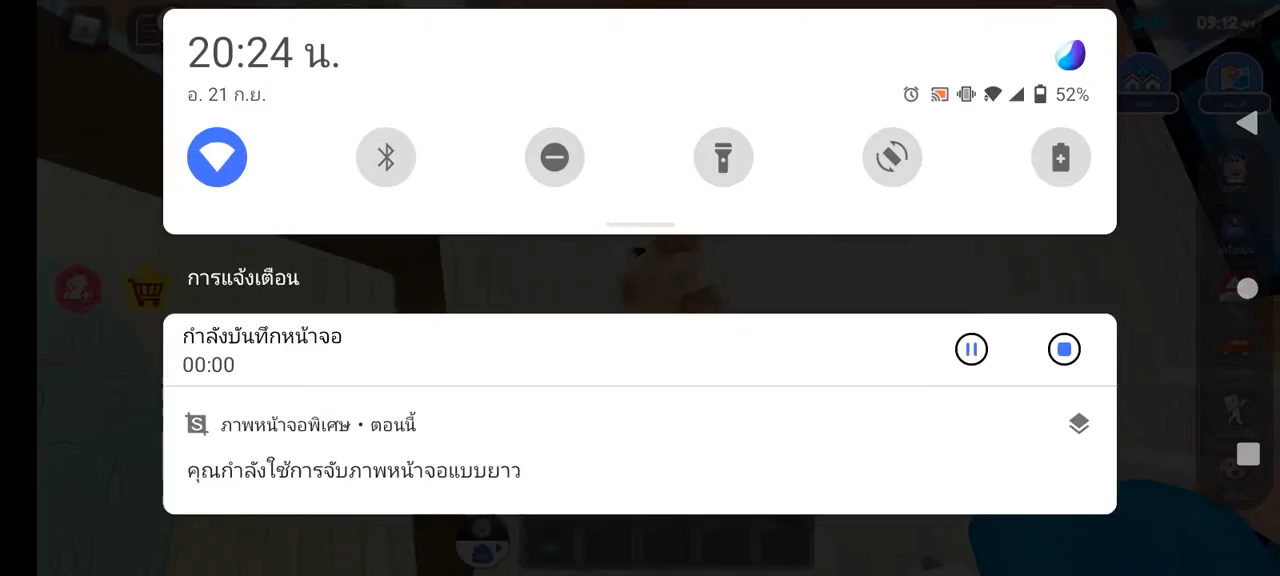 20:24 น.
อ. 21 ก.ย.
52%
การแจ้งเตือน
กำลังบันทึกหน้าจอ
00:00
ภาพหน้าจอพิเศษ • ตอนนี้
คุณกำลังใช้การจับภาพหน้าจอแบบยาว
09:12 AM